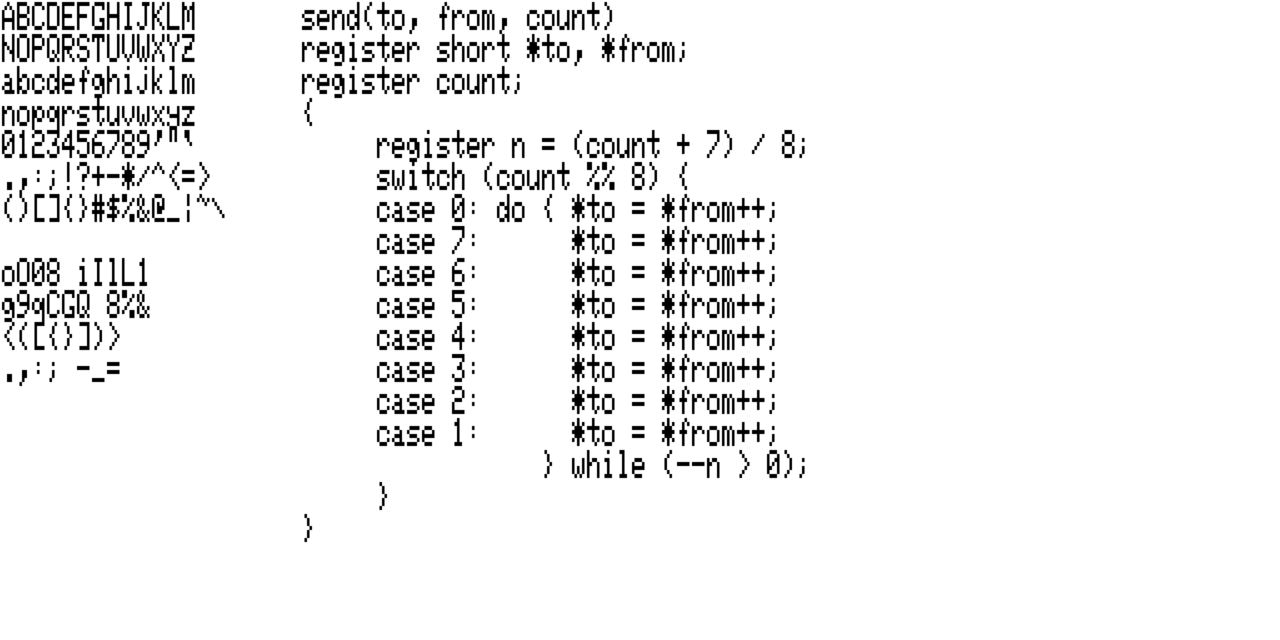 ABCDEFGHIJKLM
NOPQRSTUVWXYZ
abcdefghijklm
nopqrstuvwxyz
0123456789'"`
.,:;!?+-*/^<=>
()[]{}#$%&@_|~\
oO08 iIlL1
g9qCGQ 8%&
<([{}])>
.,:; -_=
send(to, from, count)
register short *to, *from;
register count;
{
     register n = (count + 7) / 8;
     switch (count %% 8) {
     case 0: do { *to = *from++;
     case 7:      *to = *from++;
     case 6:      *to = *from++;
     case 5:      *to = *from++;
     case 4:      *to = *from++;
     case 3:      *to = *from++;
     case 2:      *to = *from++;
     case 1:      *to = *from++;
                } while (--n > 0);
     }
}